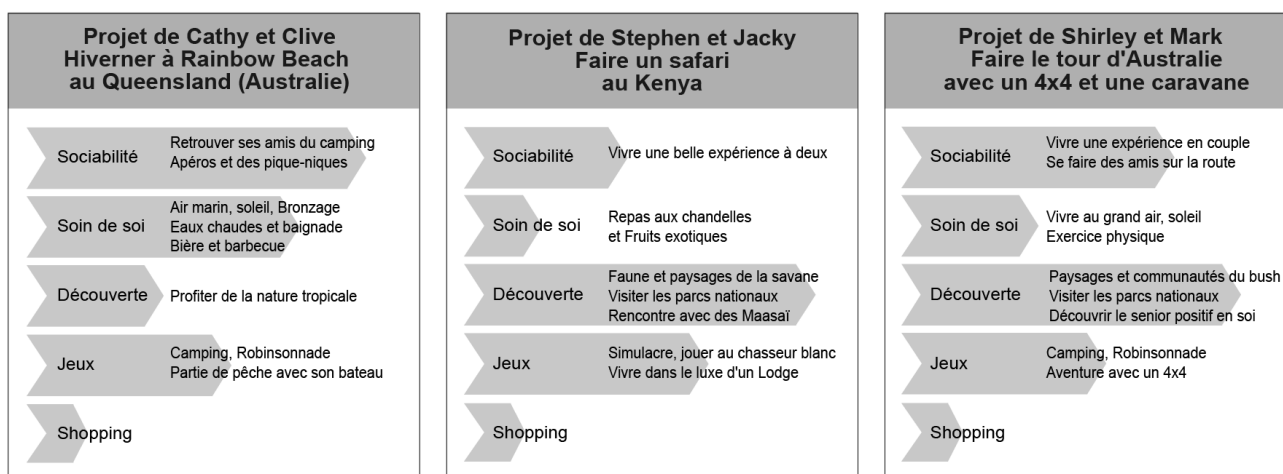 Projet de Cathy et Clive
Hiverner à Rainbow Beach
au Queensland (Australie)
Sociabilité
Retrouver ses amis du camping
Apéros et des pique-niques
Soin de soi
Air marin, soleil, Bronzage
Eaux chaudes et baignade
Bière et barbecue
Découverte
Profiter de la nature tropicale
Jeux
Camping, Robinsonnade
Partie de pêche avec son bateau
Shopping
Projet de Stephen et Jacky
Faire un safari
au Kenya
Sociabilité
Vivre une belle expérience à deux
Soin de soi
Repas aux chandelles
et Fruits exotiques
Découverte
Faune et paysages de la savane
Visiter les parcs nationaux
Rencontre avec des Maasaï
Jeux
Simulacre, jouer au chasseur blanc
Vivre dans le luxe d'un Lodge
Shopping
Projet de Shirley et Mark
Faire le tour d'Australie
avec un 4x4 et une caravane
Sociabilité
Vivre une expérience en couple
Se faire des amis sur la route
Soin de soi
Vivre au grand air, soleil
Exercice physique
Découverte
Paysages et communautés du bush
Visiter les parcs nationaux
Découvrir le senior positif en soi
Jeux
Camping, Robinsonnade
Aventure avec un 4x4
Shopping